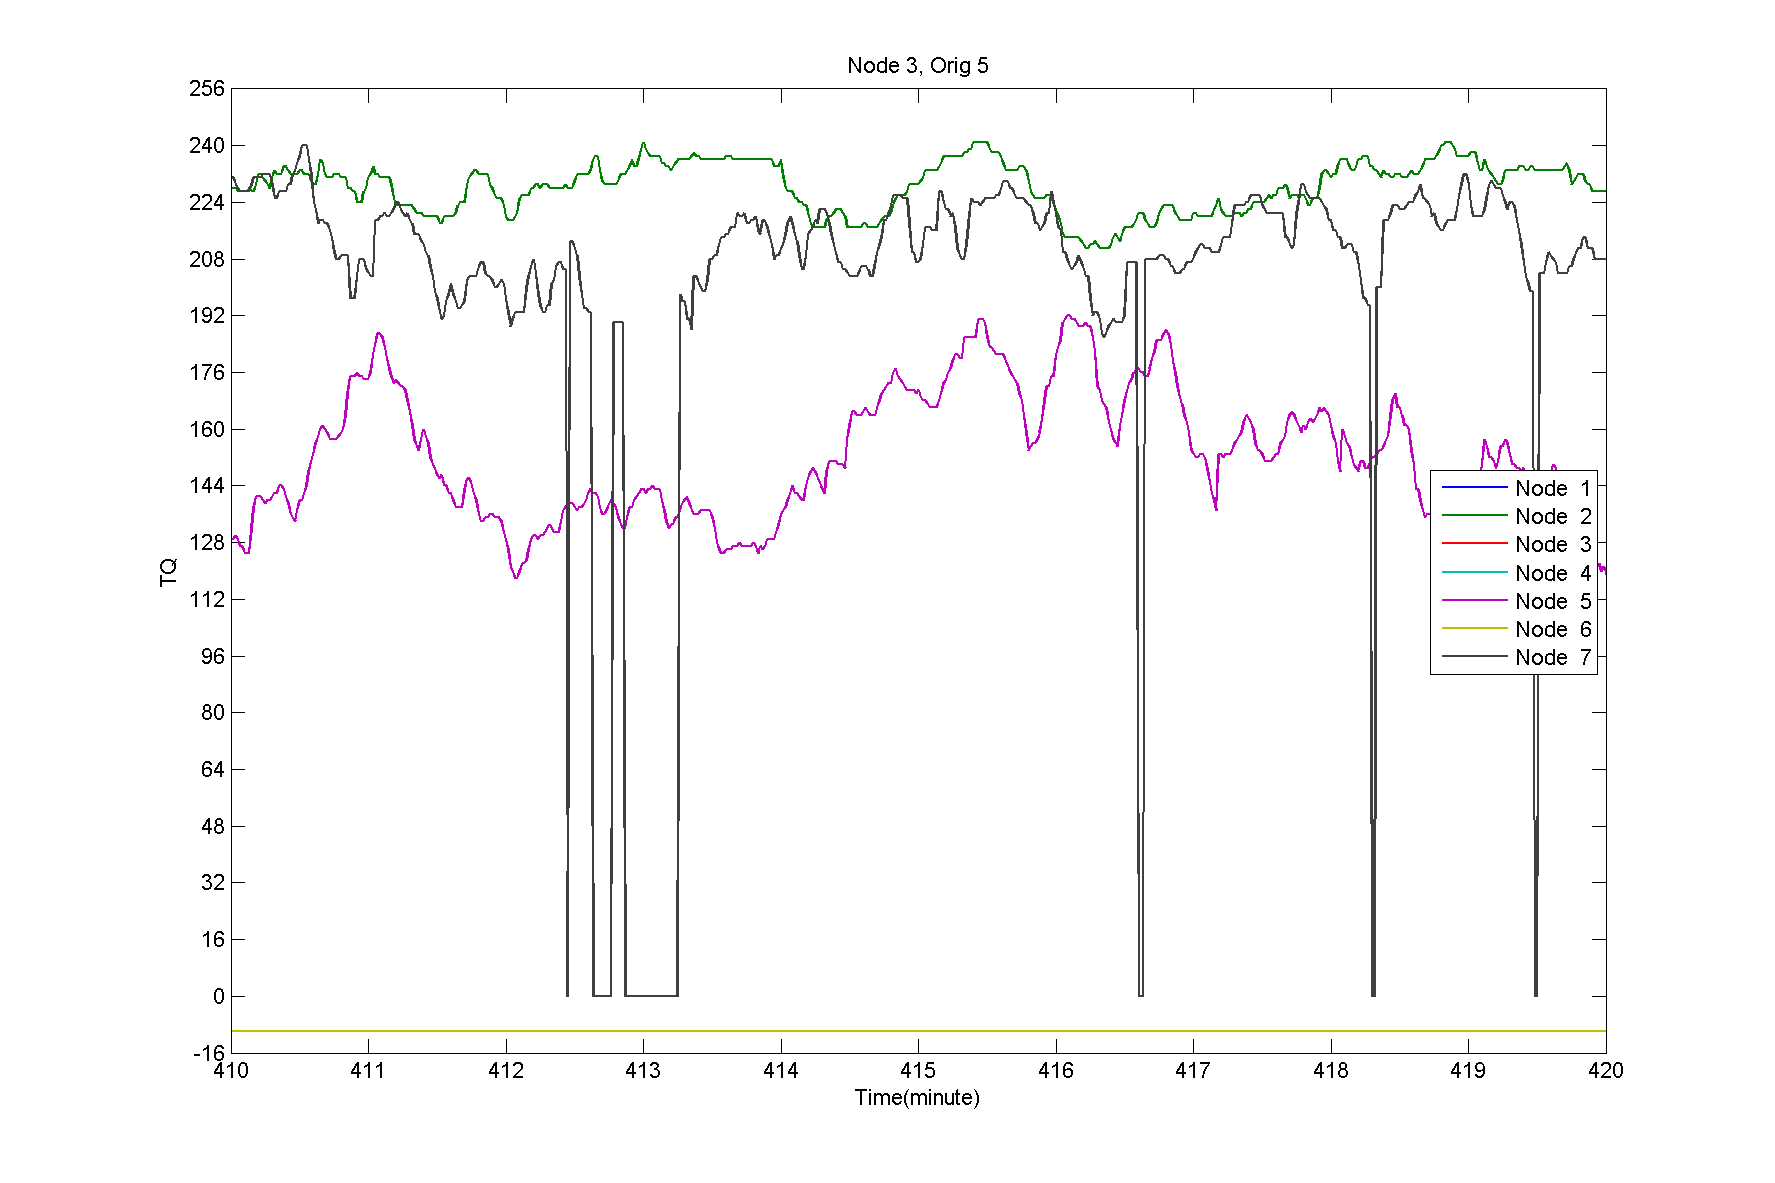 Node 3, Orig 5
256
240
224
208
192
176
160
144
128
112
96
80
64
48
32
16
0
-16
TQ
Node 1
Node 2
Node 3
Node 4
Node 5
Node 6
Node 7
410 411 412 413 414 415 416 417 418 419 420
Time(minute)